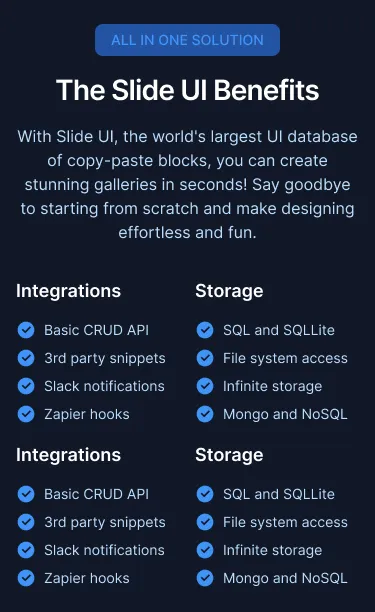 ALL IN ONE SOLUTION
The Slide UI Benefits
With Slide UI, the world's largest UI database
of copy-paste blocks, you can create
stunning galleries in seconds! Say goodbye
to starting from scratch and make designing
effortless and fun.
Integrations
Basic CRUD API
3rd party snippets
Slack notifications
Zapier hooks
Storage
SQL and SQLLite
File system access
Infinite storage
Mongo and NoSQL
Integrations
Basic CRUD API
3rd party snippets
Slack notifications
Zapier hooks
Storage
SQL and SQLLite
File system access
Infinite storage
Mongo and NoSQL